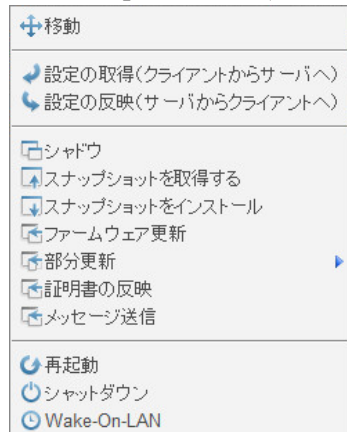 移動
設定の取得(クライアントからサーバへ)
設定の反映(サーバからクライアントへ)
シャドウ
スナップショットを取得する
スナップショットをインストール
ファームウェア更新
部分更新
証明書の反映
メッセージ送信
再起動
シャットダウン
Wake-On-LAN